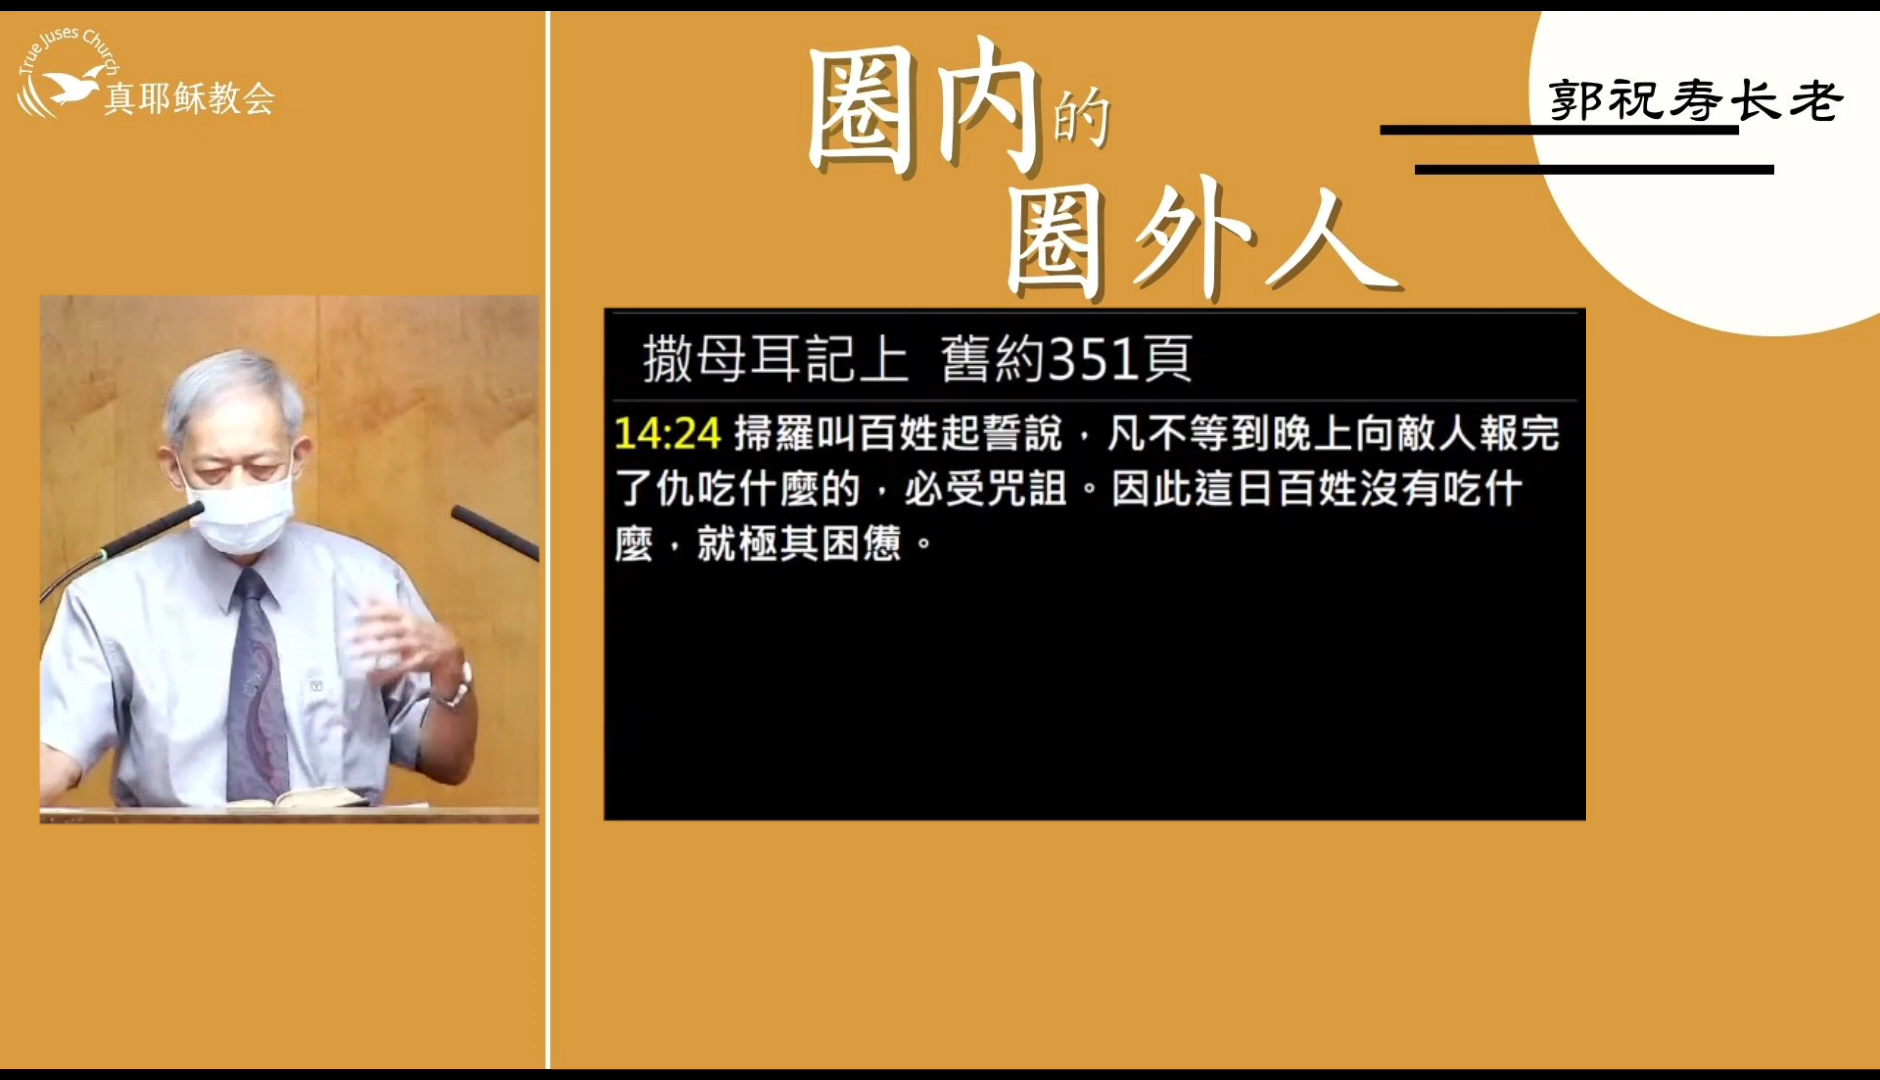 True Juses Church
真耶稣教会
圈内的
圈外人
郭祝寿长老
撒母耳記上 舊約351頁
14:24 掃羅叫百姓起誓說，凡不等到晚上向敵人報完
了仇吃什麼的，必受咒詛。因此這日百姓沒有吃什
麼，就極其困憊。